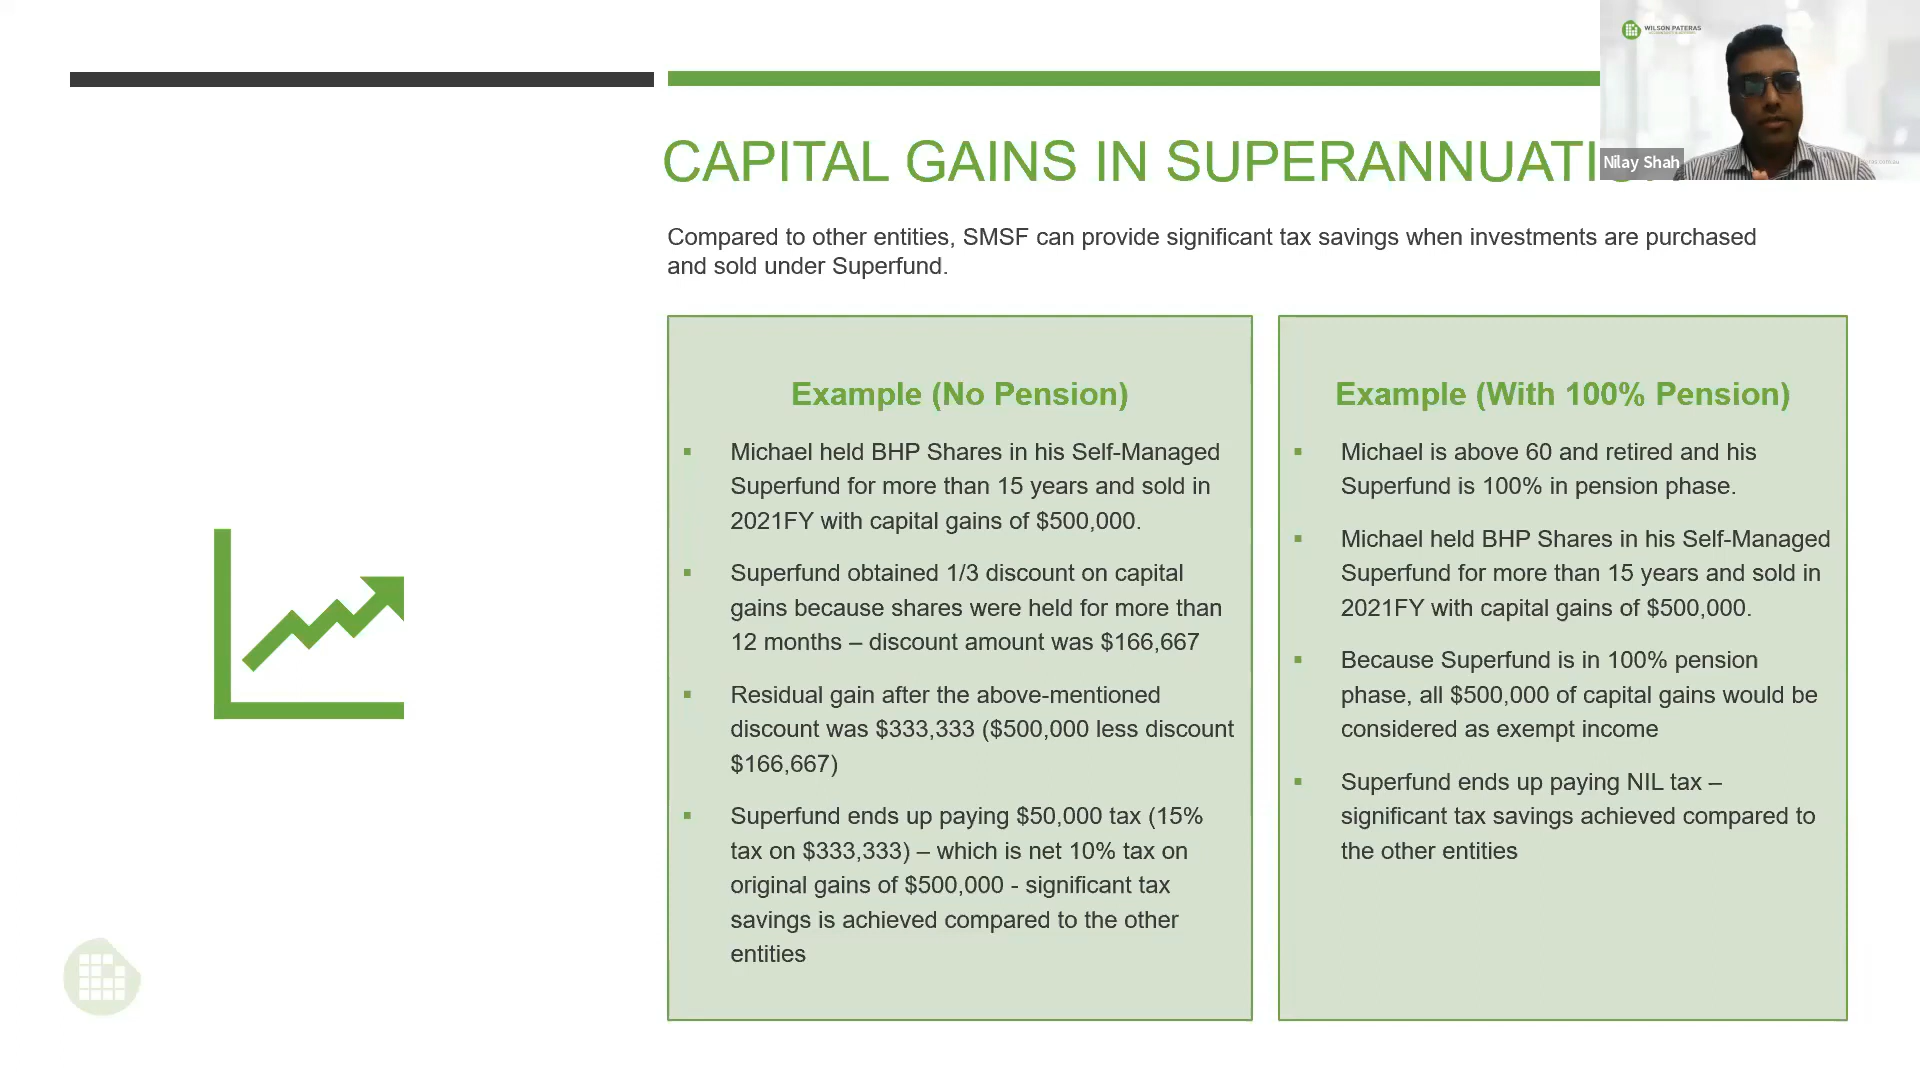 WILSON PATERAS
CAPITAL GAINS IN SUPERANNUATI
Nilay Shah
Compared to other entities, SMSF can provide significant tax savings when investments are purchased
and sold under Superfund.
Example (No Pension)
▪ Michael held BHP Shares in his Self-Managed
Superfund for more than 15 years and sold in
2021FY with capital gains of $500,000.
▪ Superfund obtained 1/3 discount on capital
gains because shares were held for more than
12 months – discount amount was $166,667
▪ Residual gain after the above-mentioned
discount was $333,333 ($500,000 less discount
$166,667)
▪ Superfund ends up paying $50,000 tax (15%
tax on $333,333) – which is net 10% tax on
original gains of $500,000 - significant tax
savings is achieved compared to the other
entities
Example (With 100% Pension)
▪ Michael is above 60 and retired and his
Superfund is 100% in pension phase.
▪ Michael held BHP Shares in his Self-Managed
Superfund for more than 15 years and sold in
2021FY with capital gains of $500,000.
▪ Because Superfund is in 100% pension
phase, all $500,000 of capital gains would be
considered as exempt income
▪ Superfund ends up paying NIL tax –
significant tax savings achieved compared to
the other entities